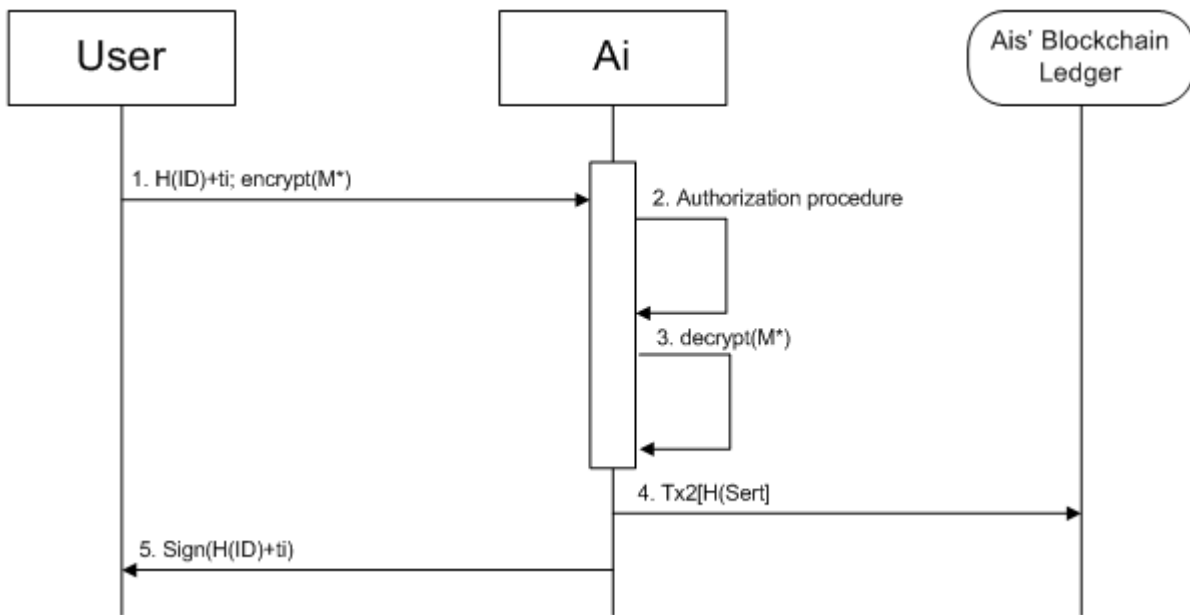 User
Ai
Ais' Blockchain
Ledger
1. H(ID)+ti; encrypt(M*)
2. Authorization procedure
3. decrypt(M*)
4. Tx2[H(Sert]
5. Sign(H(ID)+ti)